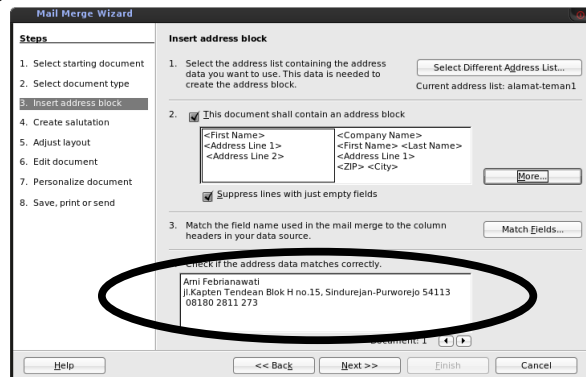 Mail Merge Wizard
Steps
1. Select starting document
2. Select document type
3. Insert address block
4. Create salutation
5. Adjust layout
6. Edit document
7. Personalize document
8. Save, print or send
Insert address block
1. Select the address list containing the address
data you want to use. This data is needed to
create the address block.
Select Different Address List...
Current address list: alamat-teman1
2. This document shall contain an address block
<First Name>
<Address Line 1>
<Address Line 2>
<Company Name>
<First Name> <Last Name>
<Address Line 1>
<ZIP> <City>
More...
Suppress lines with just empty fields
3. Match the field name used in the mail merge to the column
headers in your data source.
Match Fields...
Check if the address data matches correctly.
Arni Febrianawati
jl.Kapten Tendean Blok H no.15, Sindurejan-Purworejo 54113
08180 2811 273
Document: 1
Help
<< Back
Next >>
Finish
Cancel